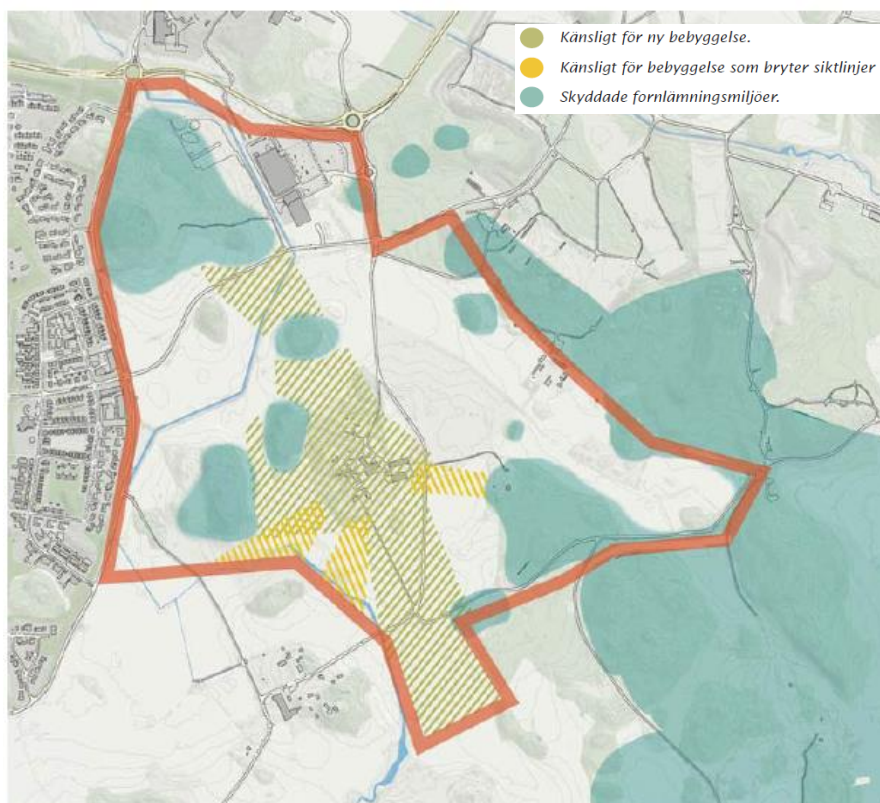 Känsligt för ny bebyggelse.
Känsligt för bebyggelse som bryter siktlinjer
Skyddade fornlämningsmiljöer.